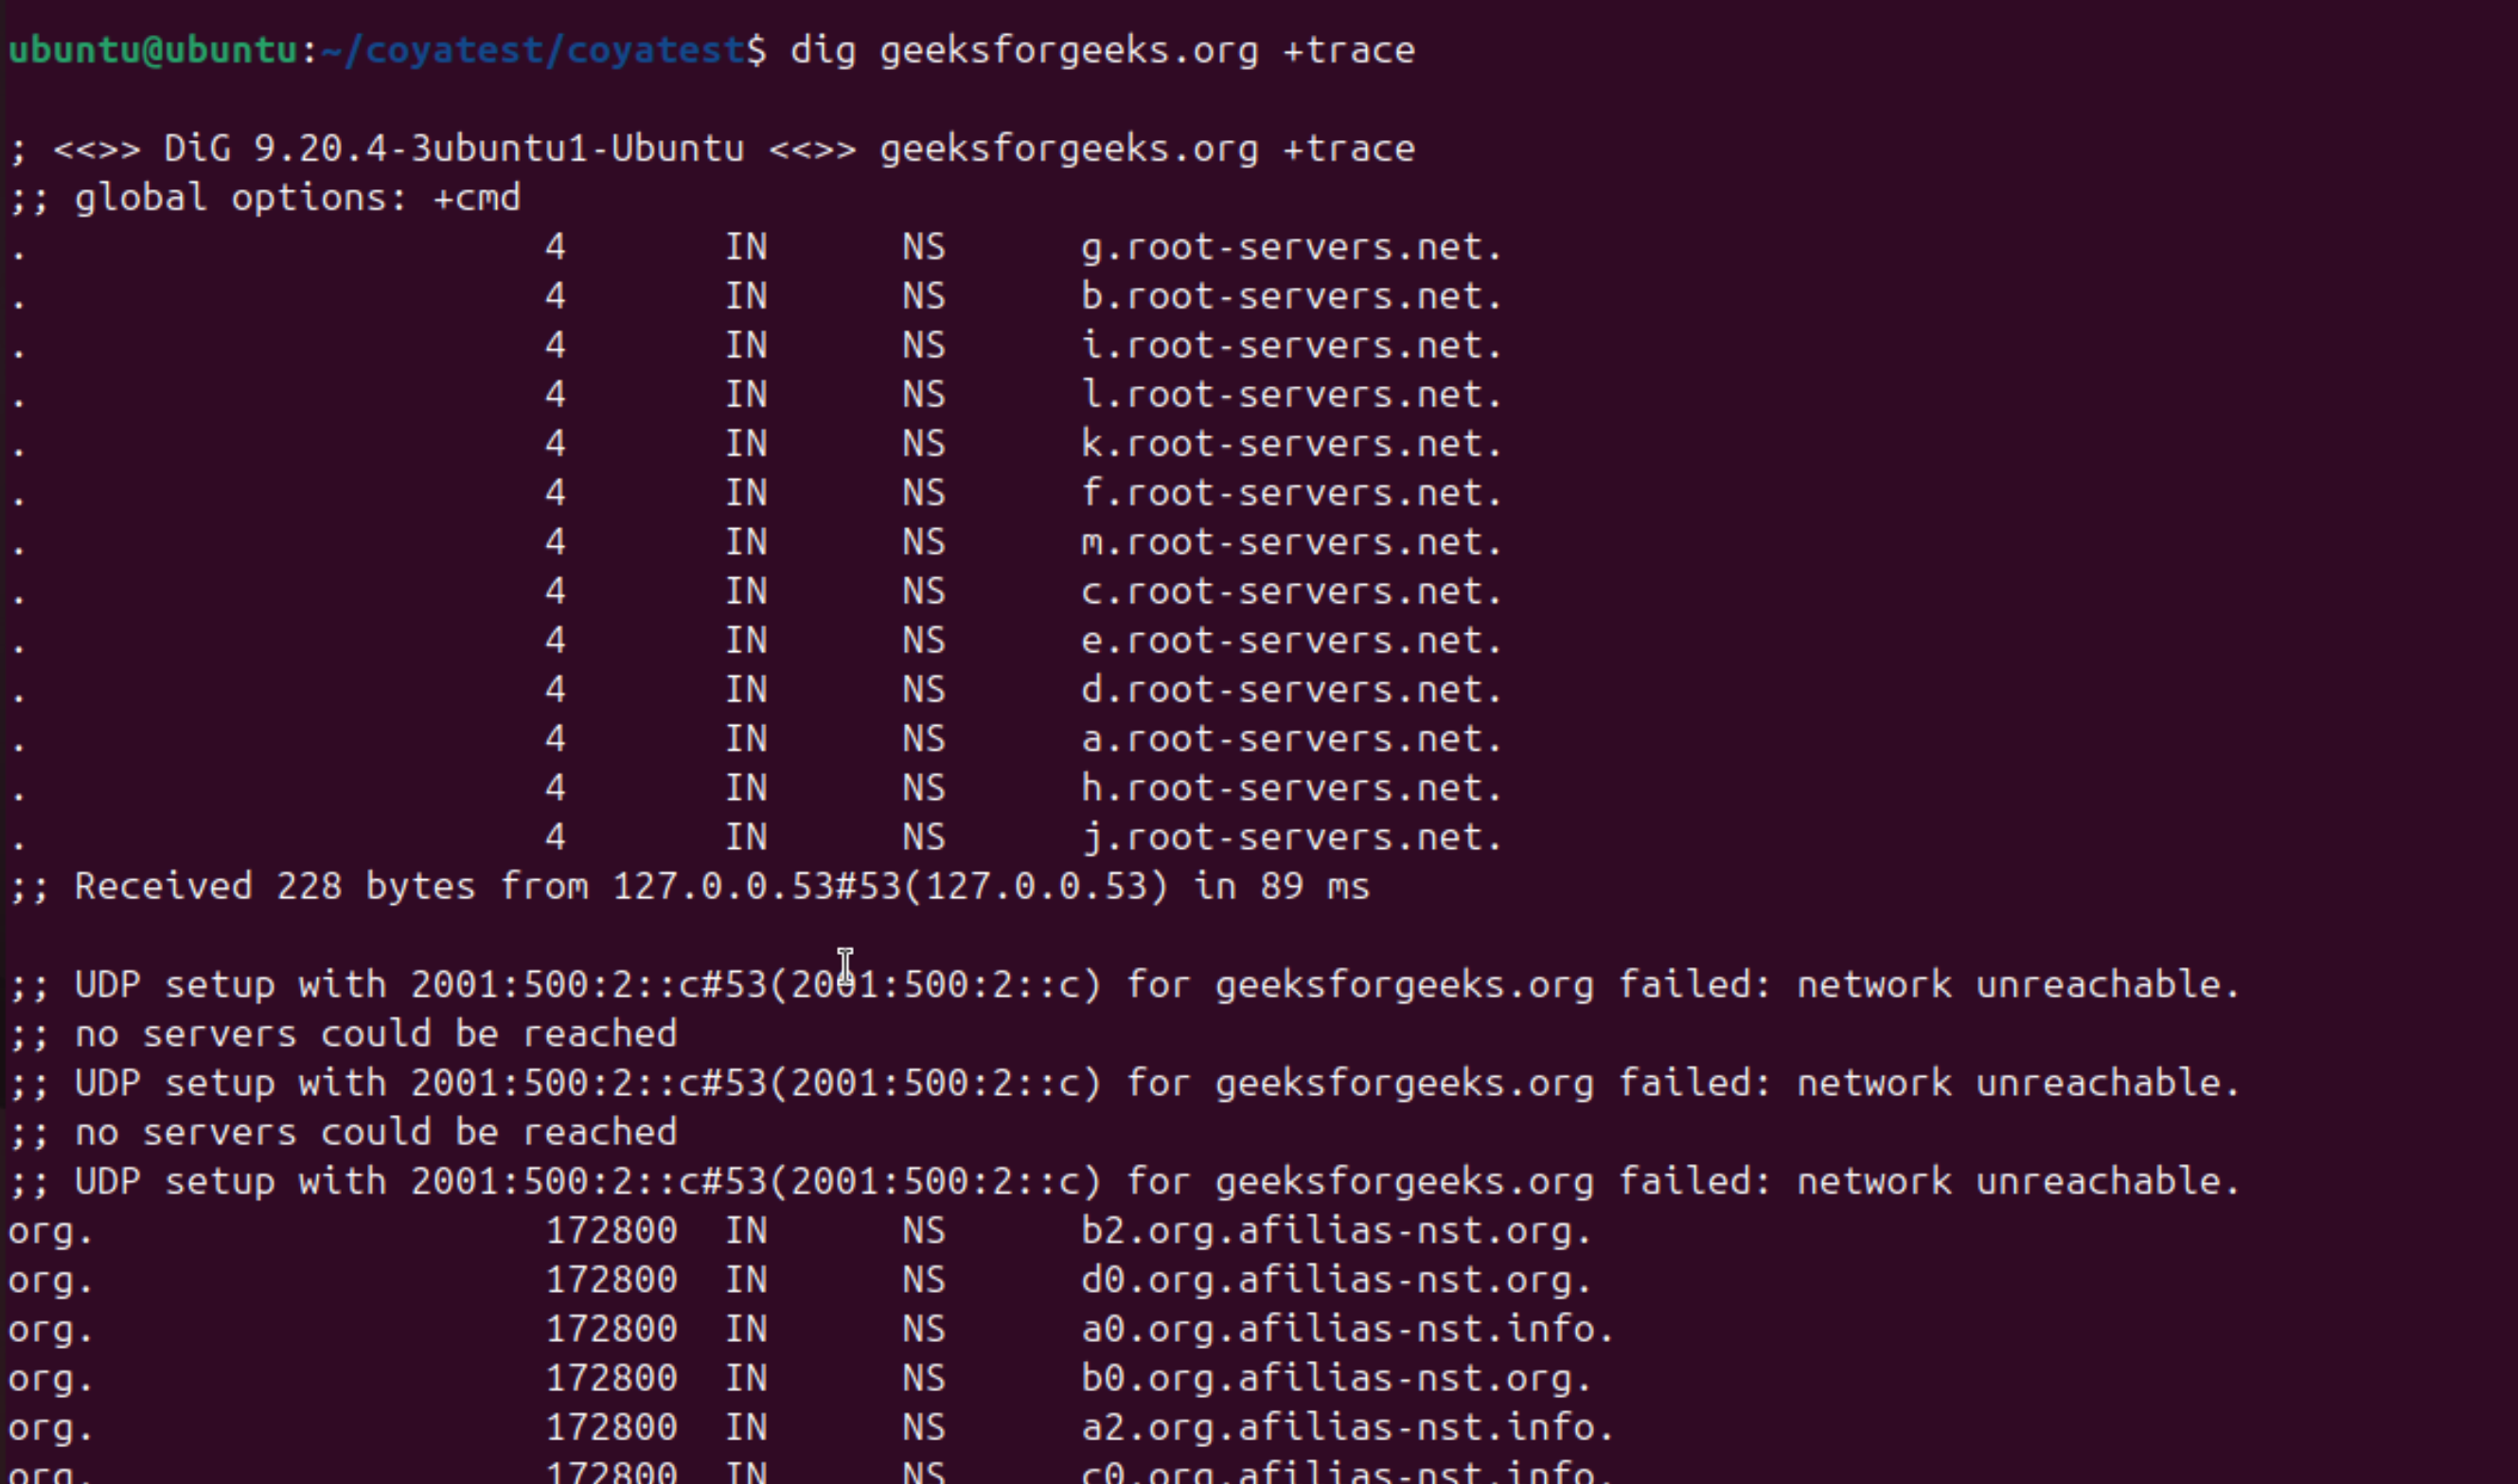 ubuntu@ubuntu:~/coyatest/coyatest$ dig geeksforgeeks.org +trace
; <<>> DiG 9.20.4-3ubuntu1-Ubuntu <<>> geeksforgeeks.org +trace
;; global options: +cmd
. 4 IN NS g.root-servers.net.
. 4 IN NS b.root-servers.net.
. 4 IN NS i.root-servers.net.
. 4 IN NS l.root-servers.net.
. 4 IN NS k.root-servers.net.
. 4 IN NS f.root-servers.net.
. 4 IN NS m.root-servers.net.
. 4 IN NS c.root-servers.net.
. 4 IN NS e.root-servers.net.
. 4 IN NS d.root-servers.net.
. 4 IN NS a.root-servers.net.
. 4 IN NS h.root-servers.net.
. 4 IN NS j.root-servers.net.
;; Received 228 bytes from 127.0.0.53#53(127.0.0.53) in 89 ms
;; UDP setup with 2001:500:2::c#53(2001:500:2::c) for geeksforgeeks.org failed: network unreachable.
;; no servers could be reached
;; UDP setup with 2001:500:2::c#53(2001:500:2::c) for geeksforgeeks.org failed: network unreachable.
;; no servers could be reached
;; UDP setup with 2001:500:2::c#53(2001:500:2::c) for geeksforgeeks.org failed: network unreachable.
org. 172800 IN NS b2.org.afilias-nst.org.
org. 172800 IN NS d0.org.afilias-nst.org.
org. 172800 IN NS a0.org.afilias-nst.info.
org. 172800 IN NS b0.org.afilias-nst.org.
org. 172800 IN NS a2.org.afilias-nst.info.
org. 172800 IN NS c0.org.afilias-nst.info.